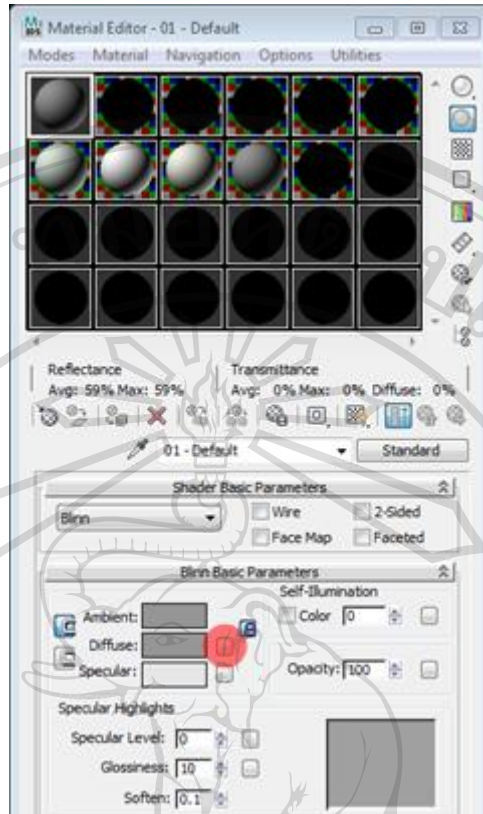 Material Editor - 01 - Default
Modes Material Navigation Options Utilities
Reflectance
Avg: 59% Max: 59%
Transmittance
Avg: 0% Max: 0% Diffuse: 0%
01 - Default
Standard
Shader Basic Parameters
Blinn
Wire
2-Sided
Face Map
Faceted
Blinn Basic Parameters
Self-Illumination
Ambient:
Color 0
Diffuse:
Specular:
Opacity: 100
Specular Highlights
Specular Level: 0
Glossiness: 10
Soften: 0.1